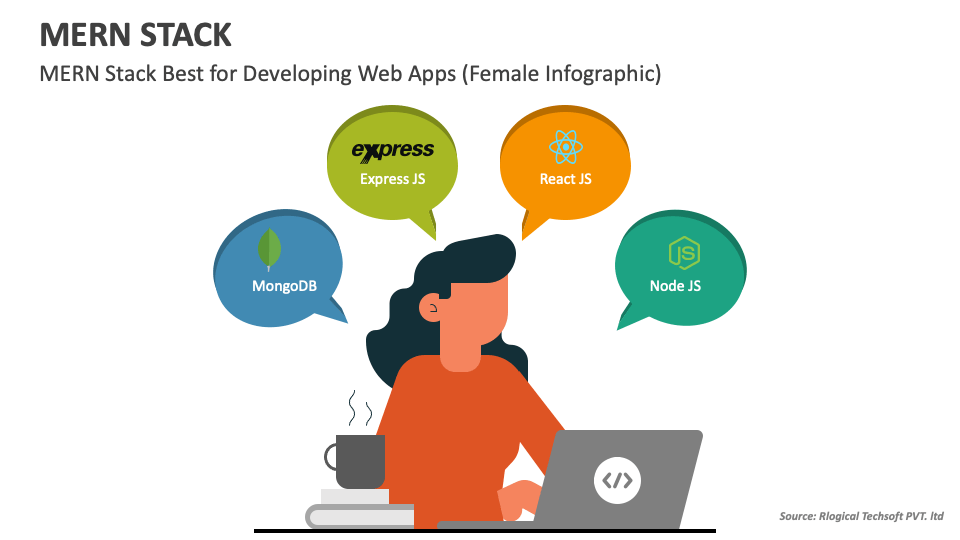 MERN STACK
MERN Stack Best for Developing Web Apps (Female Infographic)
express
Express JS
React JS
MongoDB
JS
Node JS
</>
Source: Rlogical Techsoft PVT. ltd